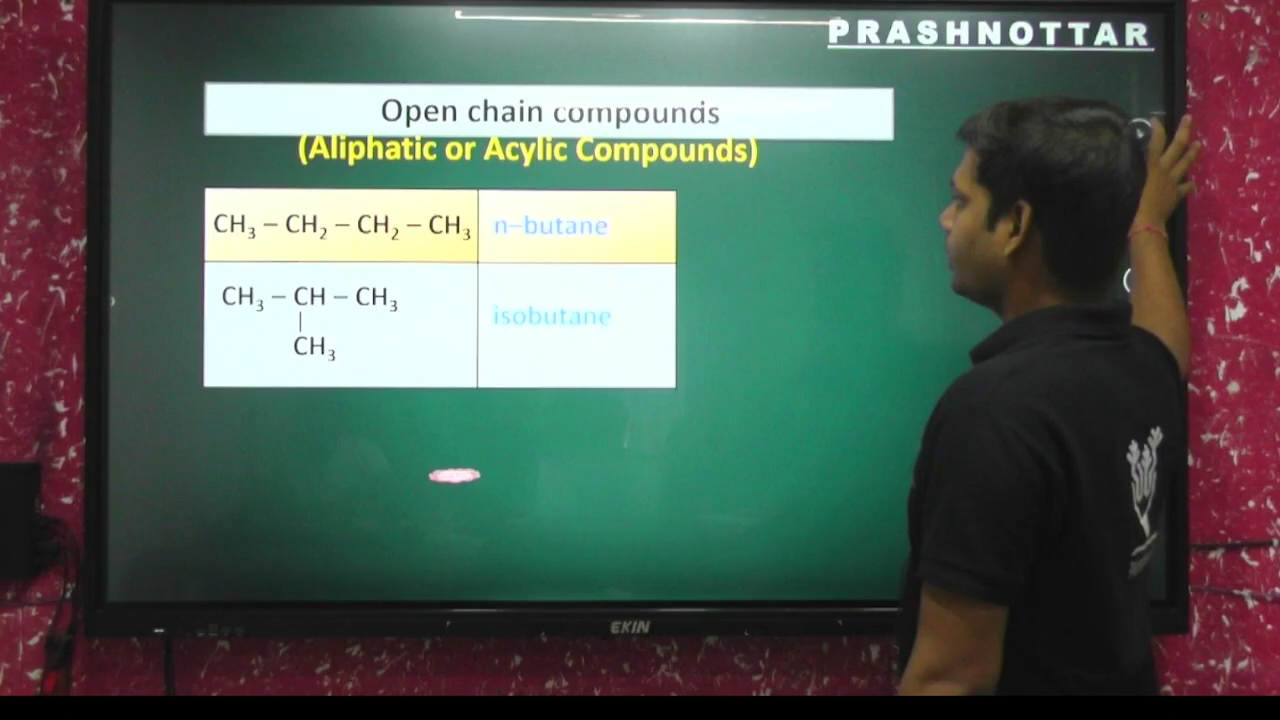 PRASHNOTTAR
Open chain compounds
(Aliphatic or Acylic Compounds)
CH₃ – CH₂ – CH₂ – CH₃ n–butane
CH₃ – CH – CH₃
|
CH₃
isobutane
EKIN